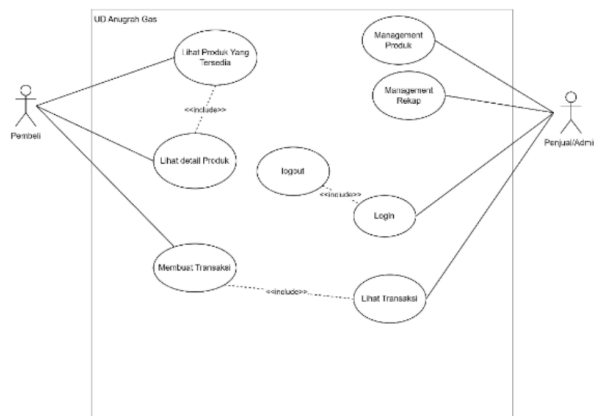 UD Anugrah Gas
Lihat Produk Yang
Tersedia
Management
Produk
Management
Rekap
<<include>>
Pembeli
Penjual/Admi
Lihat detail Produk
logout
<<include>>
Login
Membuat Transaksi
<<include>>
Lihat Transaksi